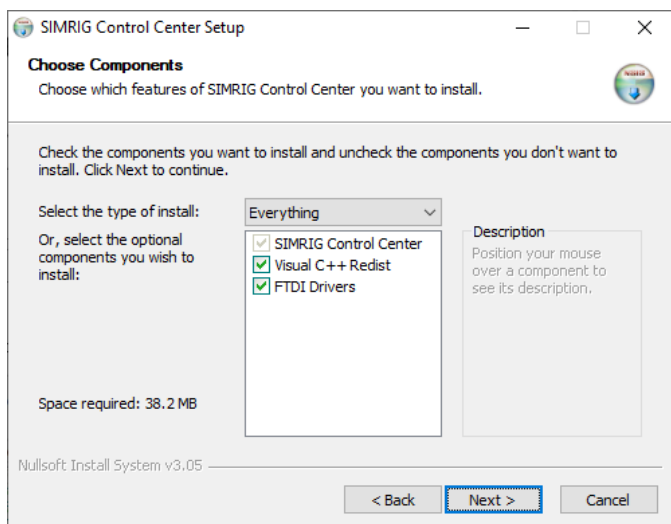 SIMRIG Control Center Setup
Choose Components
Choose which features of SIMRIG Control Center you want to install.
Check the components you want to install and uncheck the components you don't want to
install. Click Next to continue.
Select the type of install:
Everything
Or, select the optional
components you wish to
install:
SIMRIG Control Center
Visual C++ Redist
FTDI Drivers
Description
Position your mouse
over a component to
see its description.
Space required: 38.2 MB
Nullsoft Install System v3.05
< Back
Next >
Cancel